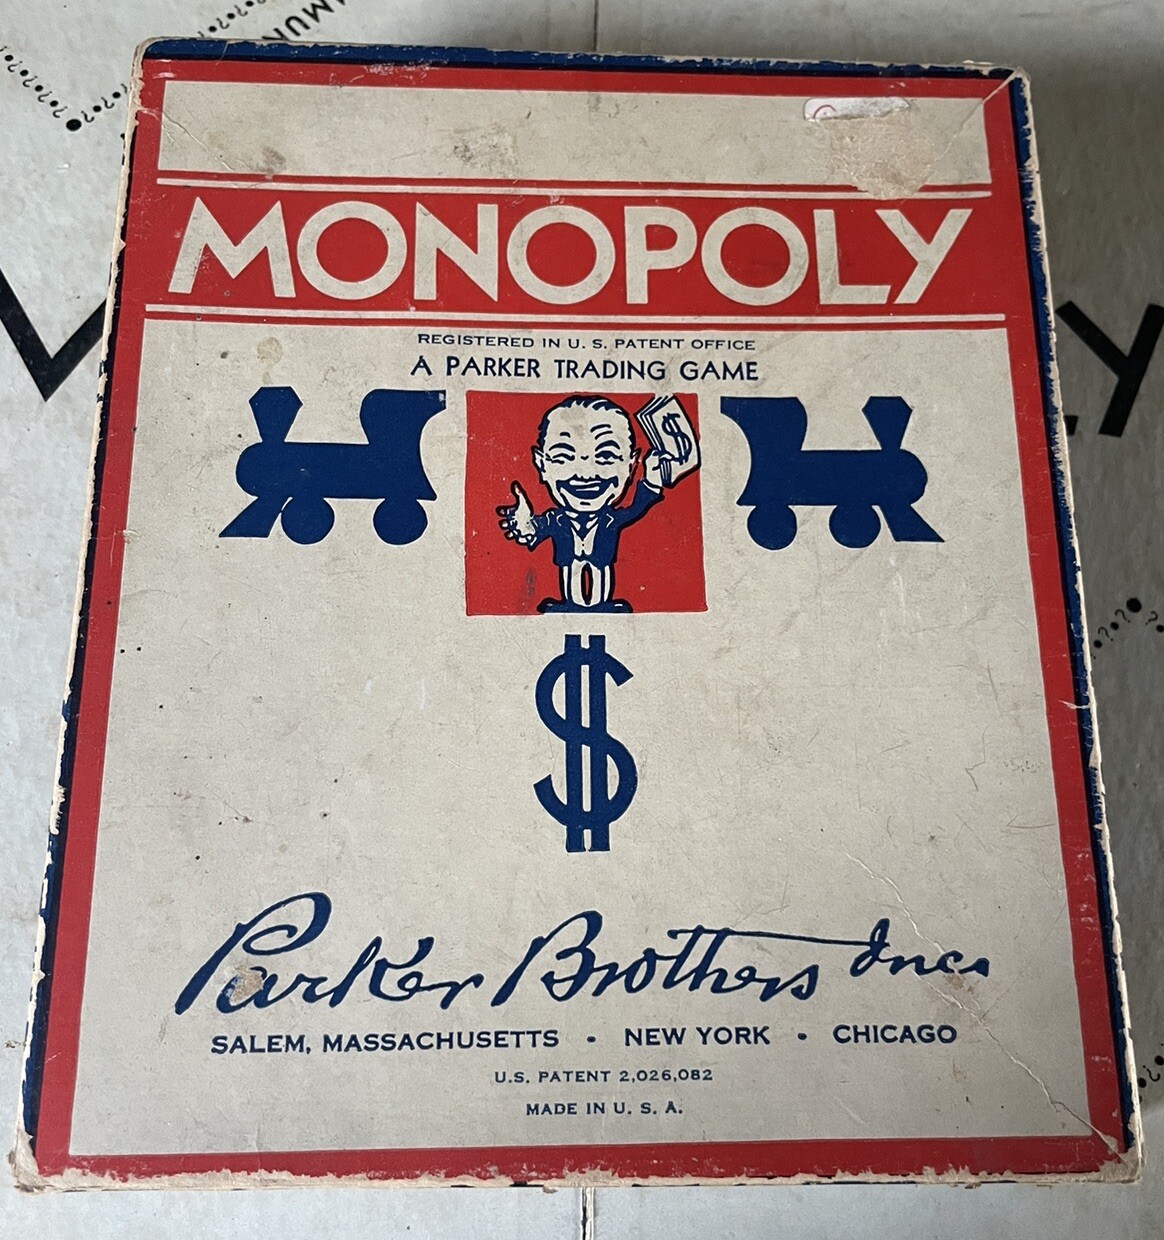 MONOPOLY
REGISTERED IN U. S. PATENT OFFICE
A PARKER TRADING GAME
$
$
Parker Brothers Inc.
SALEM, MASSACHUSETTS • NEW YORK • CHICAGO
U.S. PATENT 2,026,082
MADE IN U. S. A.